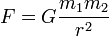 F = G \frac{m_1 m_2}{r^2}